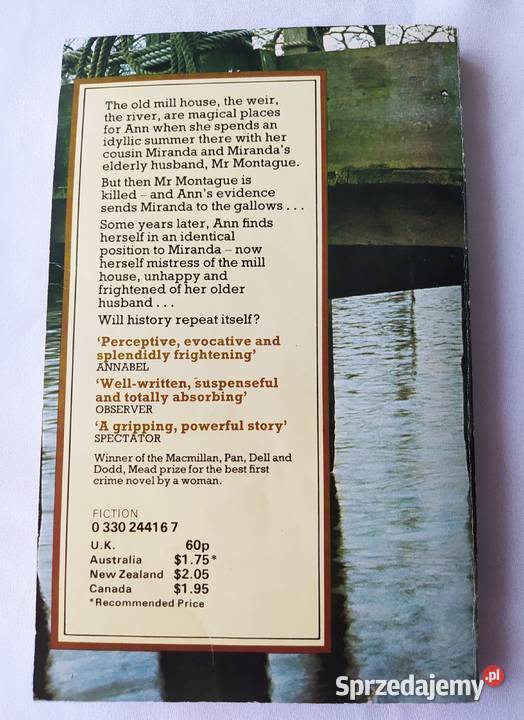 The old mill house, the weir,
the river, are magical places
for Ann when she spends an
idyllic summer there with her
cousin Miranda and Miranda's
elderly husband, Mr Montague.
But then Mr Montague is
killed – and Ann's evidence
sends Miranda to the gallows . . .
Some years later, Ann finds
herself in an identical
position to Miranda – now
herself mistress of the mill
house, unhappy and
frightened of her older
husband . . .
Will history repeat itself?
'Perceptive, evocative and
splendidly frightening'
ANNABEL
'Well-written, suspenseful
and totally absorbing'
OBSERVER
'A gripping, powerful story'
SPECTATOR
Winner of the Macmillan, Pan, Dell and
Dodd, Mead prize for the best first
crime novel by a woman.
FICTION
0 330 24416 7
U.K. 60p
Australia $1.75*
New Zealand $2.05
Canada $1.95
*Recommended Price
Sprzedajemy.pl